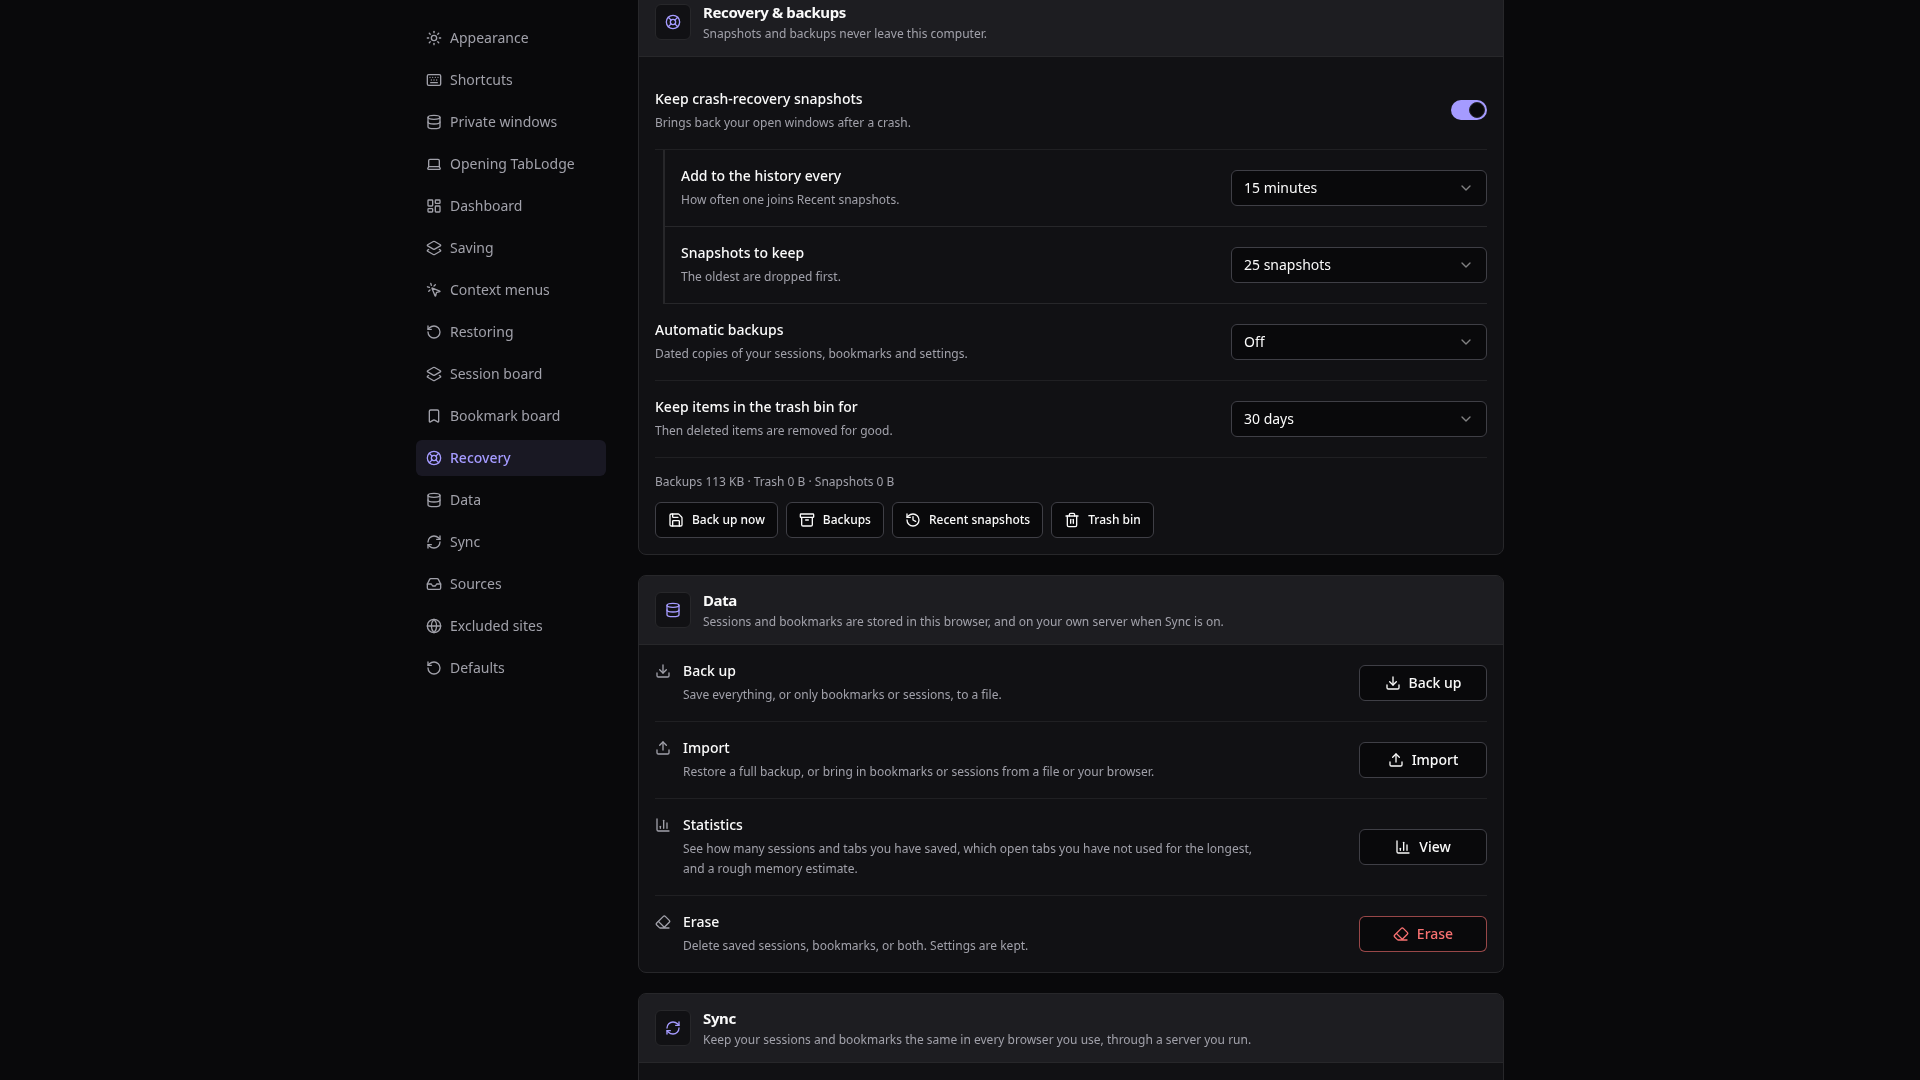 Appearance
Shortcuts
Private windows
Opening TabLodge
Dashboard
Saving
Context menus
Restoring
Session board
Bookmark board
Recovery
Data
Sync
Sources
Excluded sites
Defaults
Recovery & backups
Snapshots and backups never leave this computer.
Keep crash-recovery snapshots
Brings back your open windows after a crash.
Add to the history every
How often one joins Recent snapshots.
15 minutes
Snapshots to keep
The oldest are dropped first.
25 snapshots
Automatic backups
Dated copies of your sessions, bookmarks and settings.
Off
Keep items in the trash bin for
Then deleted items are removed for good.
30 days
Backups 113 KB · Trash 0 B · Snapshots 0 B
Back up now
Backups
Recent snapshots
Trash bin
Data
Sessions and bookmarks are stored in this browser, and on your own server when Sync is on.
Back up
Save everything, or only bookmarks or sessions, to a file.
Back up
Import
Restore a full backup, or bring in bookmarks or sessions from a file or your browser.
Import
Statistics
See how many sessions and tabs you have saved, which open tabs you have not used for the longest,
and a rough memory estimate.
View
Erase
Delete saved sessions, bookmarks, or both. Settings are kept.
Erase
Sync
Keep your sessions and bookmarks the same in every browser you use, through a server you run.